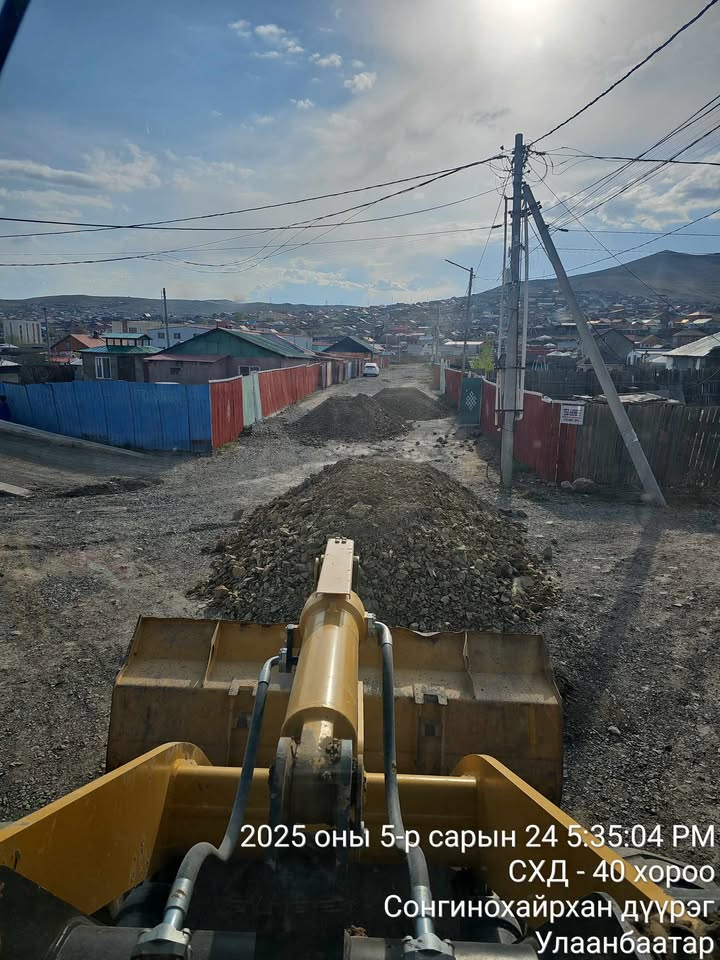 2025 оны 5-р сарын 24 5:35:04 PM
СХД - 40 хороо
Сонгинохайрхан дүүрэг
Улаанбаатар